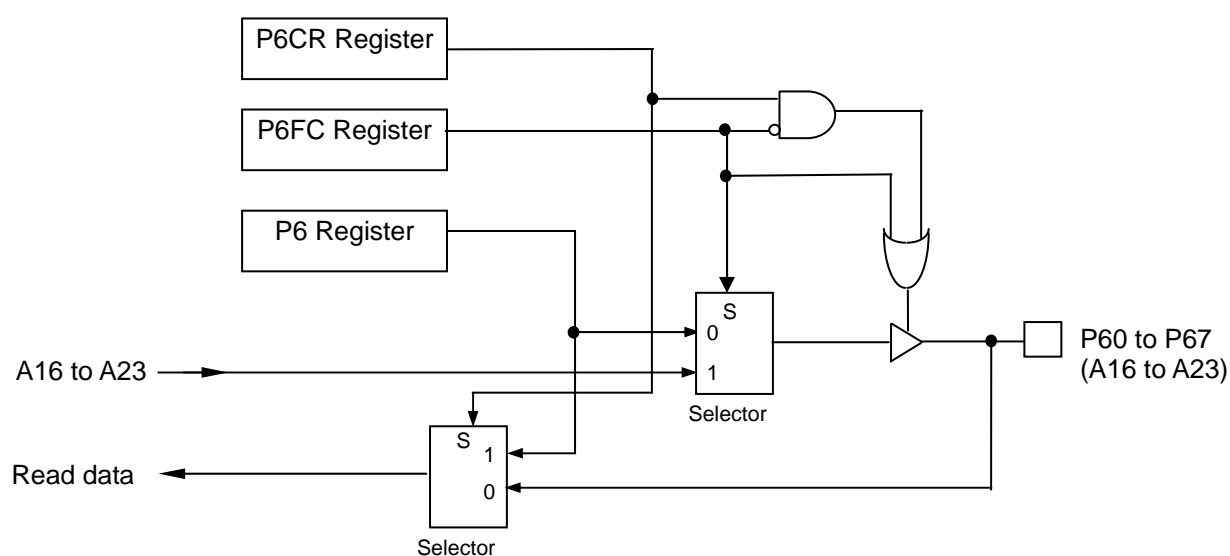 P6CR Register
P6FC Register
P6 Register
S
0
1
Selector
P60 to P67
(A16 to A23)
A16 to A23
S
1
0
Selector
Read data